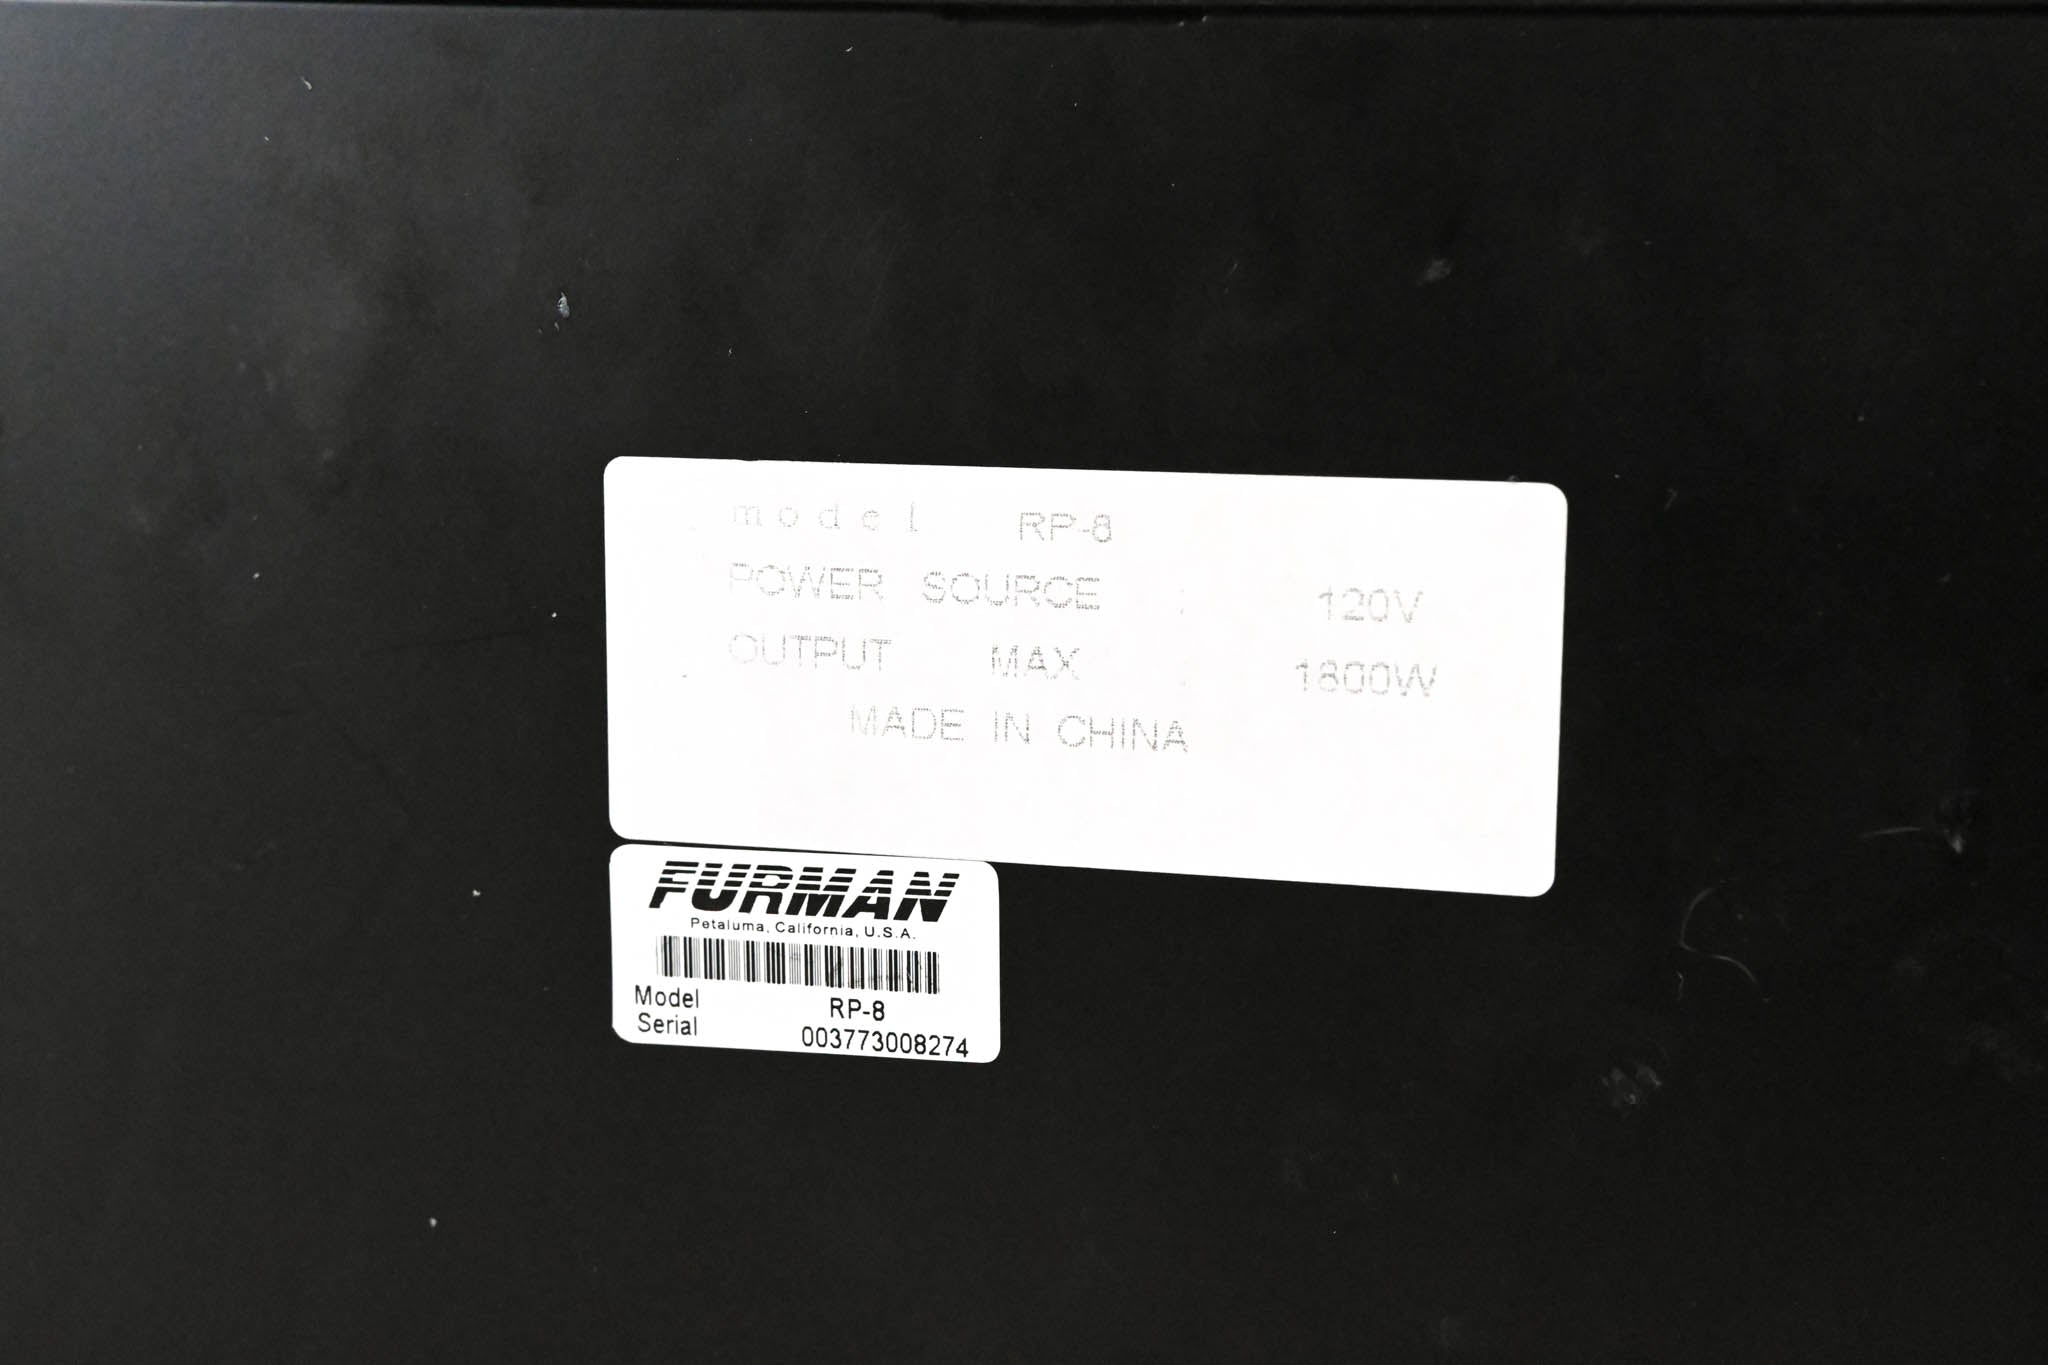 model RP-8
POWER SOURCE : 120V
OUTPUT MAX : 1800W
MADE IN CHINA
FURMAN
Petaluma, California, U.S.A.
Model RP-8
Serial 003773008274